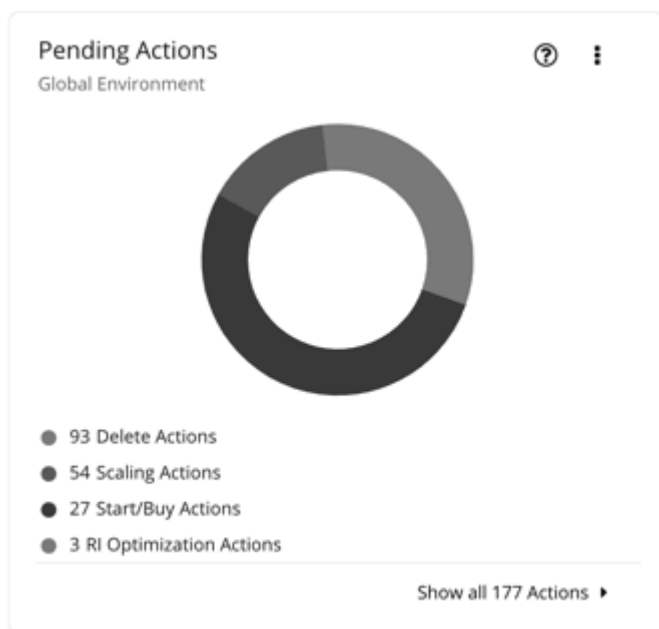 Pending Actions
Global Environment
93 Delete Actions
54 Scaling Actions
27 Start/Buy Actions
3 RI Optimization Actions
Show all 177 Actions